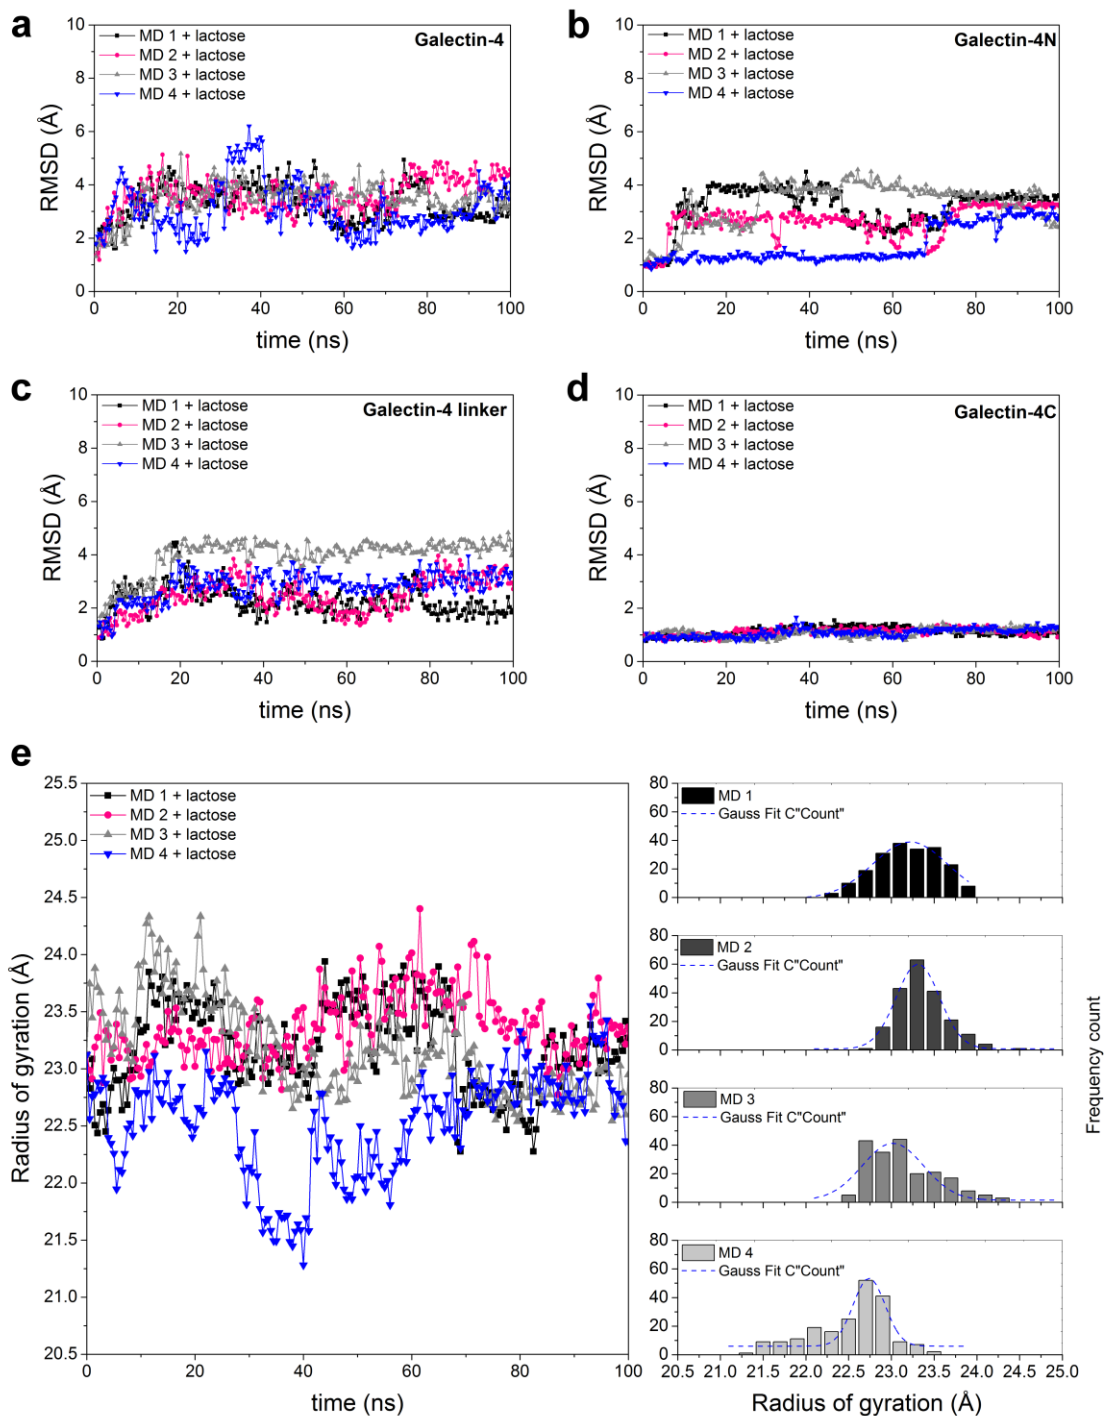 a
Galectin-4
MD 1 + lactose
MD 2 + lactose
MD 3 + lactose
MD 4 + lactose
RMSD (Å)
10
8
6
4
2
0
0 20 40 60 80 100
time (ns)
b
Galectin-4N
MD 1 + lactose
MD 2 + lactose
MD 3 + lactose
MD 4 + lactose
RMSD (Å)
10
8
6
4
2
0
0 20 40 60 80 100
time (ns)
c
Galectin-4 linker
MD 1 + lactose
MD 2 + lactose
MD 3 + lactose
MD 4 + lactose
RMSD (Å)
10
8
6
4
2
0
0 20 40 60 80 100
time (ns)
d
Galectin-4C
MD 1 + lactose
MD 2 + lactose
MD 3 + lactose
MD 4 + lactose
RMSD (Å)
10
8
6
4
2
0
0 20 40 60 80 100
time (ns)
e
MD 1 + lactose
MD 2 + lactose
MD 3 + lactose
MD 4 + lactose
Radius of gyration (Å)
25.5
25.0
24.5
24.0
23.5
23.0
22.5
22.0
21.5
21.0
20.5
0 20 40 60 80 100
time (ns)
80
60
40
20
0
MD 1
Gauss Fit C"Count"
80
60
40
20
0
MD 2
Gauss Fit C"Count"
80
60
40
20
0
MD 3
Gauss Fit C"Count"
80
60
40
20
0
MD 4
Gauss Fit C"Count"
20.5 21.0 21.5 22.0 22.5 23.0 23.5 24.0 24.5 25.0
Radius of gyration (Å)
Frequency count